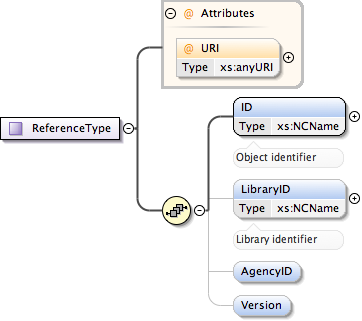 @ Attributes
@ URI
Type xs:anyURI
ReferenceType
ID
Type xs:NCName
Object identifier
LibraryID
Type xs:NCName
Library identifier
AgencyID
Version